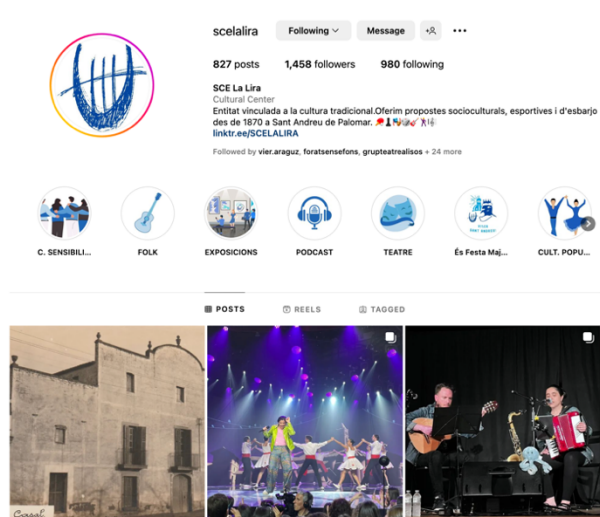 scelalira Following Message
827 posts 1,458 followers 980 following
SCE La Lira
Cultural Center
Entitat vinculada a la cultura tradicional.Oferim propostes socioculturals, esportives i d'esbarjo
des de 1870 a Sant Andreu de Palomar.
linktr.ee/SCELALIRA
Followed by vier.araguz, foratsensefons, grupteatrealisos + 24 more
C. SENSIBILI... FOLK EXPOSICIONS PODCAST TEATRE És Festa Maj... CULT. POPU...
POSTS REELS TAGGED
Casal